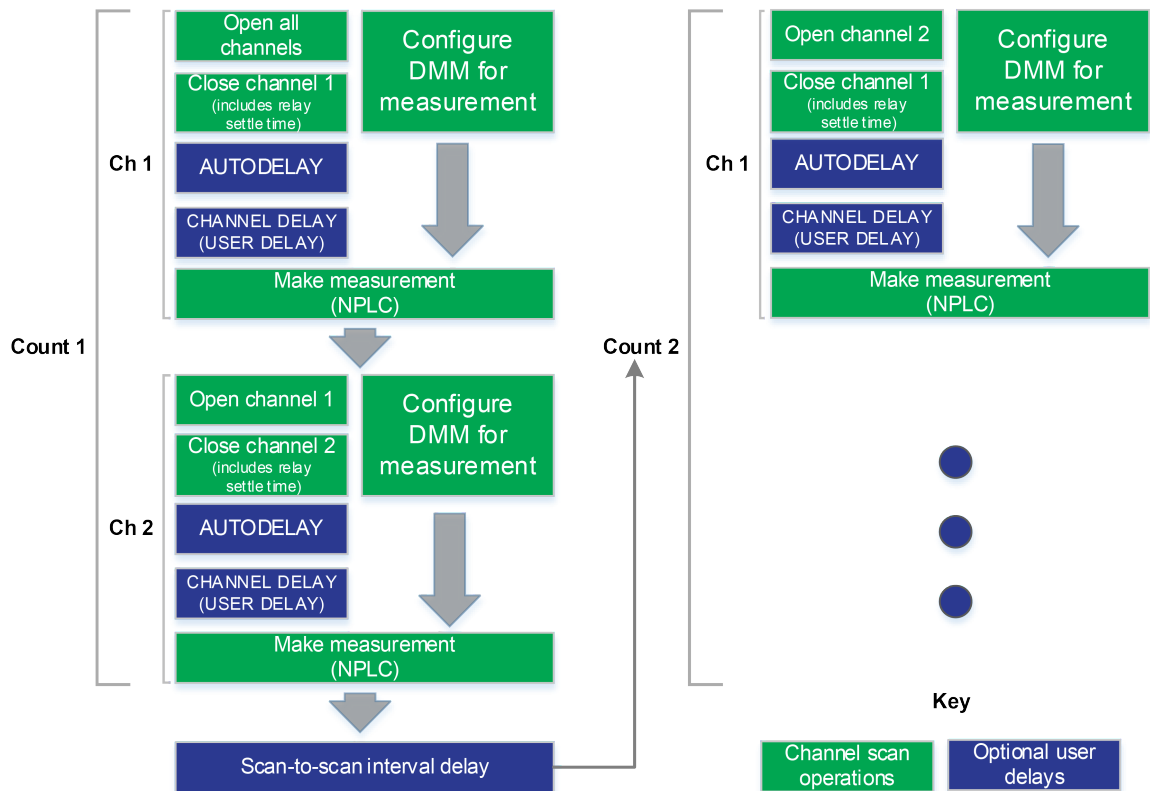 Count 1
Ch 1
Open all
channels
Close channel 1
(includes relay
settle time)
AUTODELAY
CHANNEL DELAY
(USER DELAY)
Configure
DMM for
measurement
Make measurement
(NPLC)
Ch 2
Open channel 1
Close channel 2
(includes relay
settle time)
AUTODELAY
CHANNEL DELAY
(USER DELAY)
Configure
DMM for
measurement
Make measurement
(NPLC)
Scan-to-scan interval delay
Count 2
Ch 1
Open channel 2
Close channel 1
(includes relay
settle time)
AUTODELAY
CHANNEL DELAY
(USER DELAY)
Configure
DMM for
measurement
Make measurement
(NPLC)
Key
Channel scan
operations
Optional user
delays